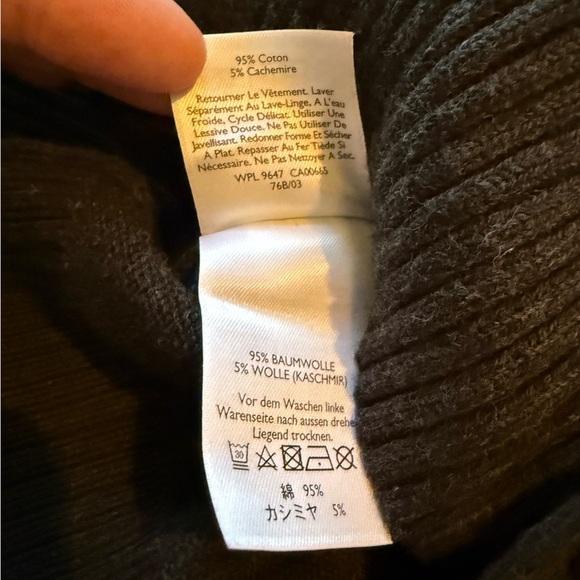 95% Coton
5% Cachemire
Retourner Le Vêtement. Laver
Séparément Au Lave-Linge, A L'eau
Froide, Cycle Délicat. Utiliser Une
Lessive Douce. Ne Pas Utiliser De
Javellisant. Redonner Forme Et Sécher
A Plat. Repasser Au Fer Tiède Si
Nécessaire. Ne Pas Nettoyer A Sec.
WPL 9647 CA00665
76B/03
95% BAUMWOLLE
5% WOLLE (KASCHMIR)
Vor dem Waschen linke
Warenseite nach aussen drehen
Liegend trocknen.
30
綿 95%
カシミヤ 5%